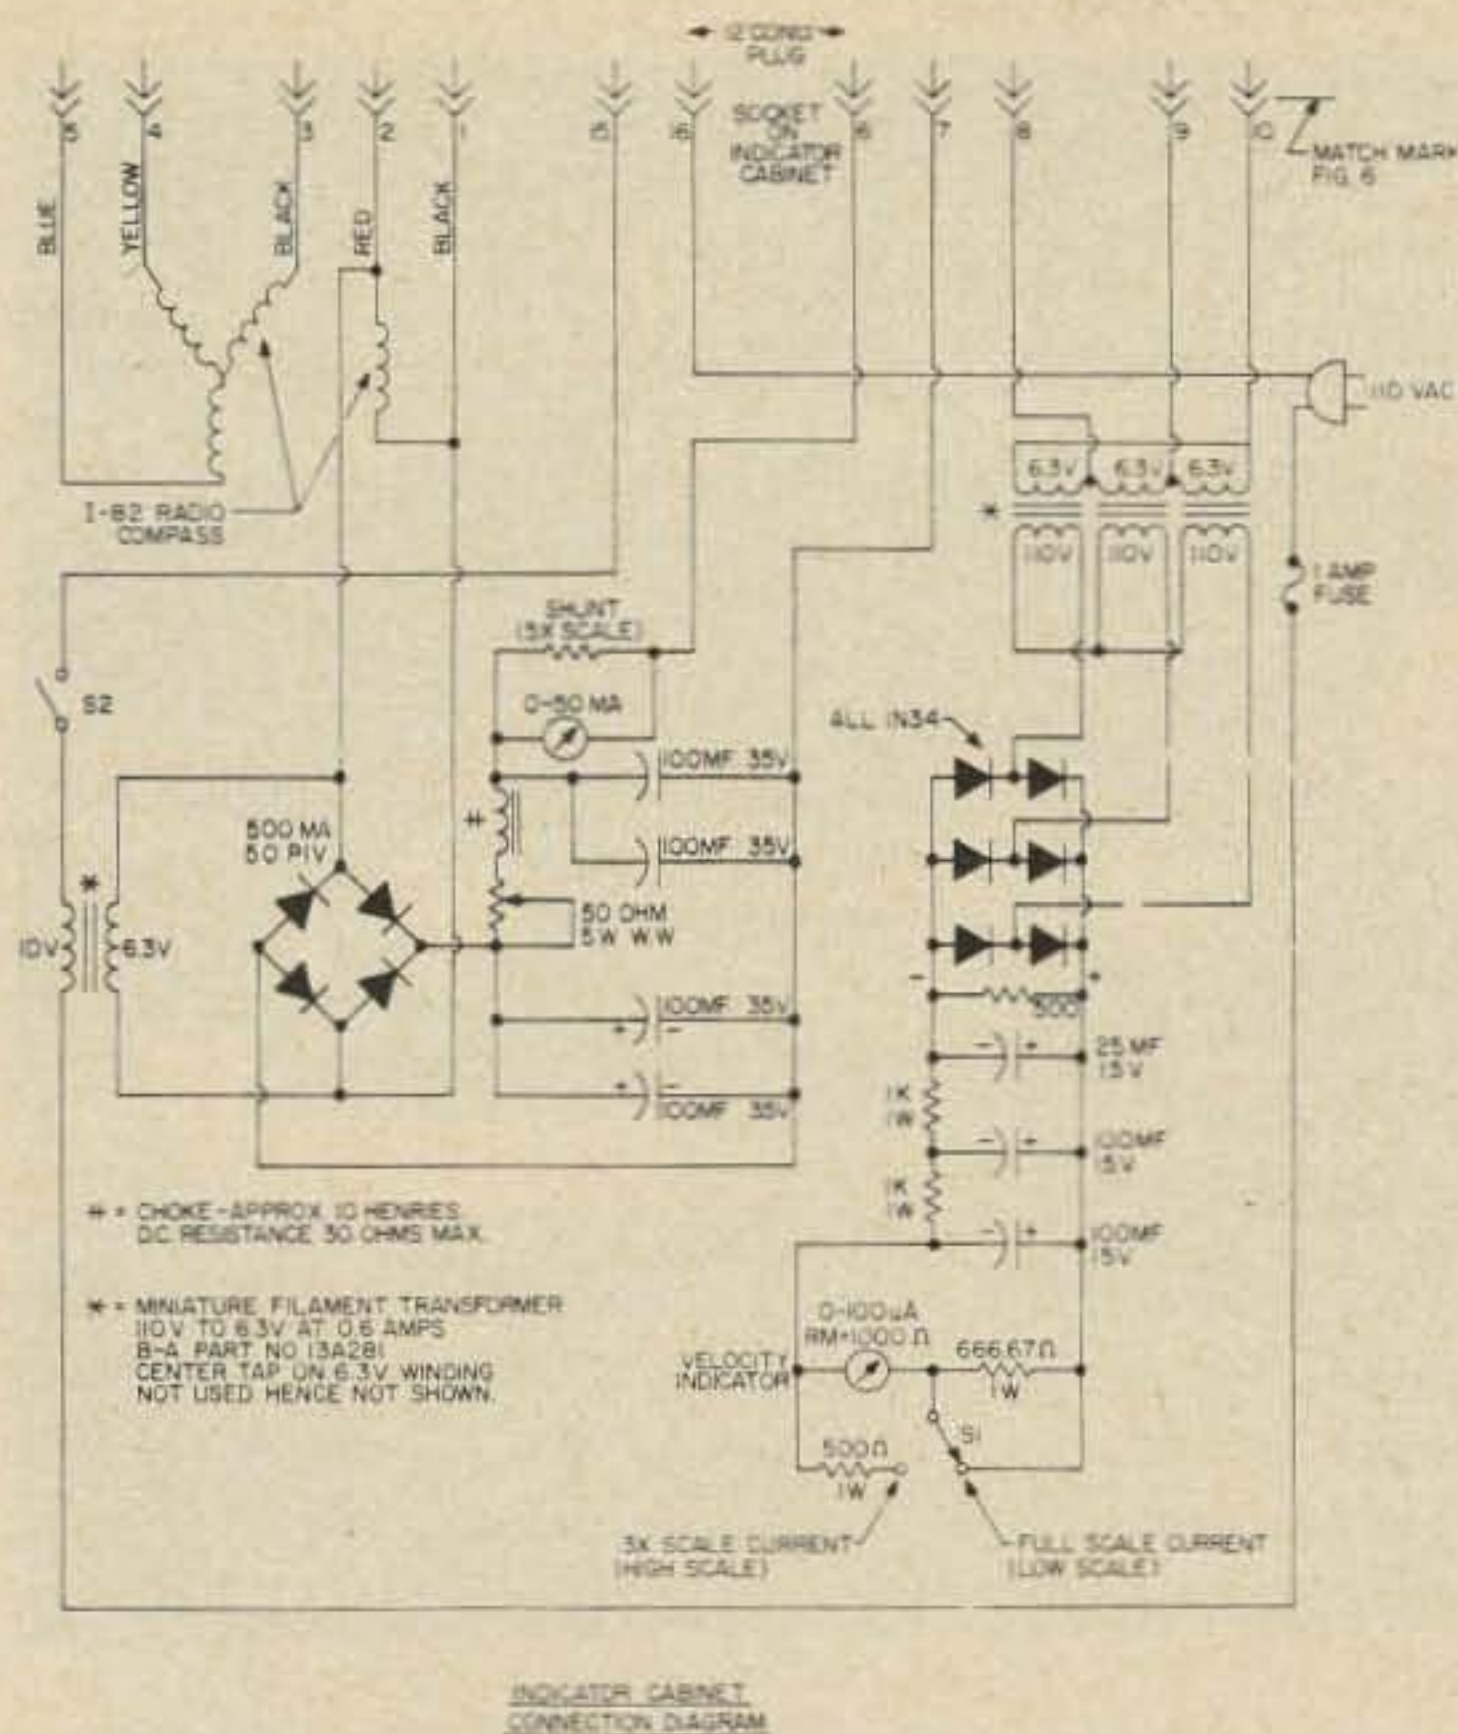 PLUG
5
4
3
2
1
15
16
6
7
8
9
10
SOCKET
ON
INDICATOR
CABINET
MATCH MARK
FIG. 6
BLUE
YELLOW
BLACK
RED
BLACK
110 VAC
6.3V
6.3V
6.3V
*
110V
110V
110V
I-82 RADIO
COMPASS
1 AMP
FUSE
SHUNT
(3X SCALE)
0-50 MA
S2
ALL IN34
100MF 35V
#
500 MA
50 PIV
100MF 35V
*
50 OHM
5W W.W
10V
6.3V
- +
500
100MF 35V
+ -
- +
25 MF
15V
+ -
100MF 35V
1K
1W
- +
100MF
15V
1K
1W
- +
100MF
15V
# = CHOKE-APPROX 10 HENRIES
D.C. RESISTANCE 30 OHMS MAX.
* = MINIATURE FILAMENT TRANSFORMER
110V TO 6.3V AT 0.6 AMPS
B-A PART NO 13A281
CENTER TAP ON 6.3V WINDING
NOT USED HENCE NOT SHOWN.
0-100uA
RM=1000Ω
666.67Ω
1W
VELOCITY
INDICATOR
S1
500Ω
1W
3X SCALE CURRENT
(HIGH SCALE)
FULL SCALE CURRENT
(LOW SCALE)
INDICATOR CABINET
CONNECTION DIAGRAM